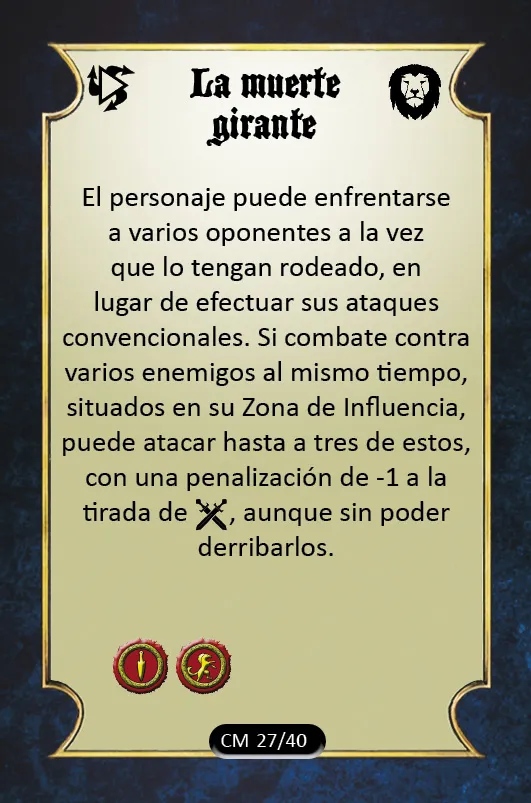 La muerte
girante
El personaje puede enfrentarse
a varios oponentes a la vez
que lo tengan rodeado, en
lugar de efectuar sus ataques
convencionales. Si combate contra
varios enemigos al mismo tiempo,
situados en su Zona de Influencia,
puede atacar hasta a tres de estos,
con una penalización de -1 a la
tirada de , aunque sin poder
derribarlos.
CM 27/40